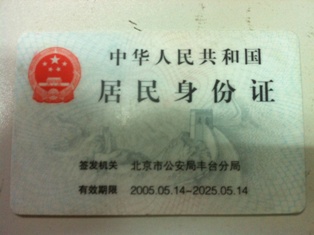 中华人民共和国
居民身份证
签发机关 北京市公安局丰台分局
有效期限 2005.05.14-2025.05.14